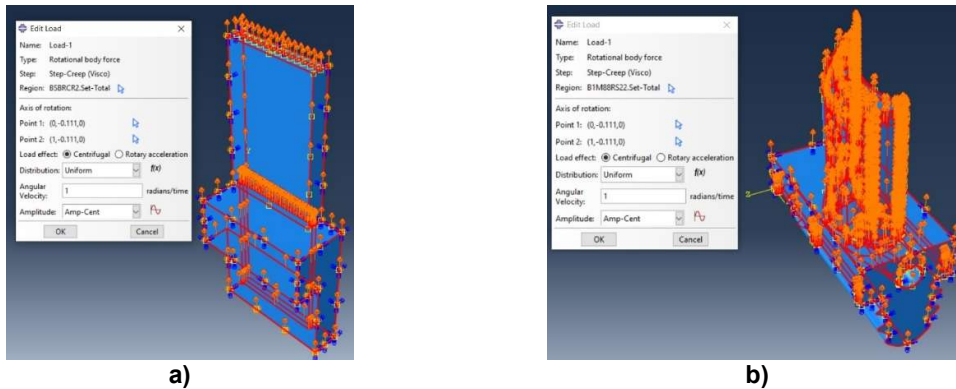 Edit Load
Name: Load-1
Type: Rotational body force
Step: Step-Creep (Visco)
Region: BSBRCR2.Set-Total
Axis of rotation:
Point 1: (0,-0.111,0)
Point 2: (1,-0.111,0)
Load effect: Centrifugal Rotary acceleration
Distribution: Uniform f(x)
Angular
Velocity: 1 radians/time
Amplitude: Amp-Cent
OK Cancel
a)
Edit Load
Name: Load-1
Type: Rotational body force
Step: Step-Creep (Visco)
Region: B1M88RS22.Set-Total
Axis of rotation:
Point 1: (0,-0.111,0)
Point 2: (1,-0.111,0)
Load effect: Centrifugal Rotary acceleration
Distribution: Uniform f(x)
Angular
Velocity: 1 radians/time
Amplitude: Amp-Cent
OK Cancel
b)